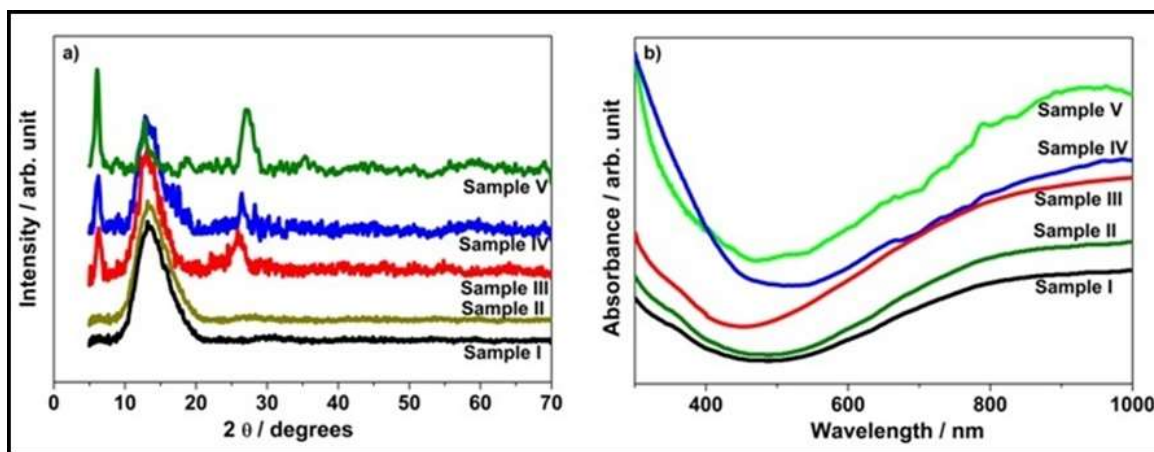 a)
Intensity / arb. unit
Sample V
Sample IV
Sample III
Sample II
Sample I
0 10 20 30 40 50 60 70
2 θ / degrees
b)
Absorbance / arb. unit
Sample V
Sample IV
Sample III
Sample II
Sample I
400 600 800 1000
Wavelength / nm